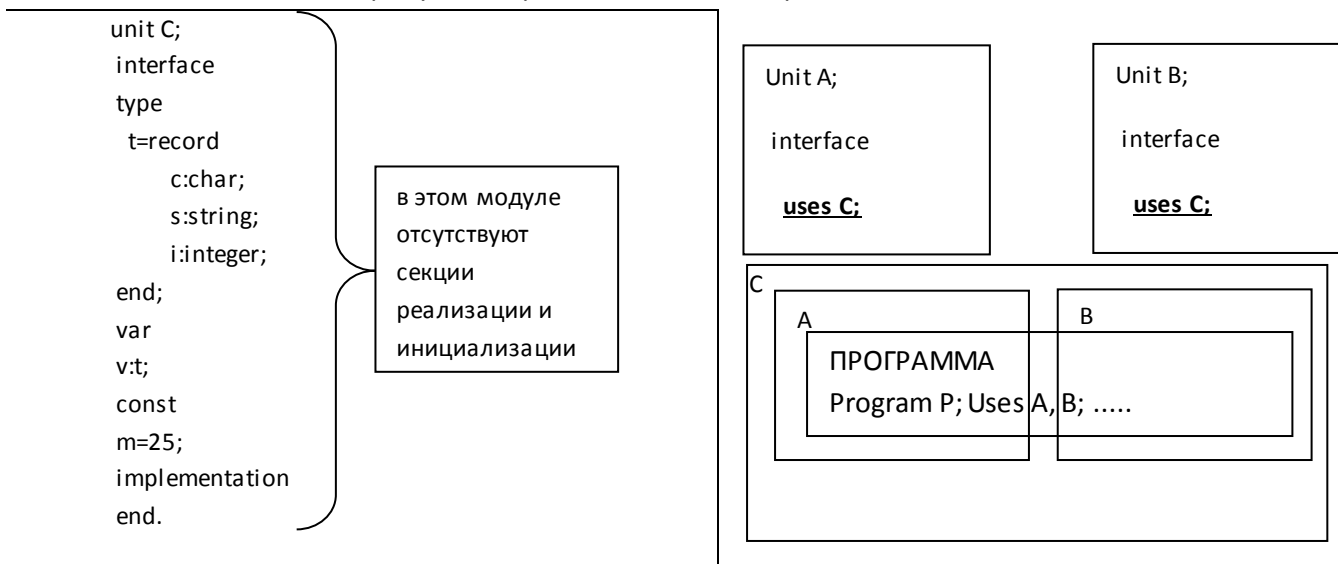 unit C;
interface
type
t=record
c:char;
s:string;
i:integer;
end;
var
v:t;
const
m=25;
implementation
end.
в этом модуле
отсутствуют
секции
реализации и
инициализации
Unit A;
interface
uses C;
Unit B;
interface
uses C;
C
A
B
ПРОГРАММА
Program P; Uses A, B; .....